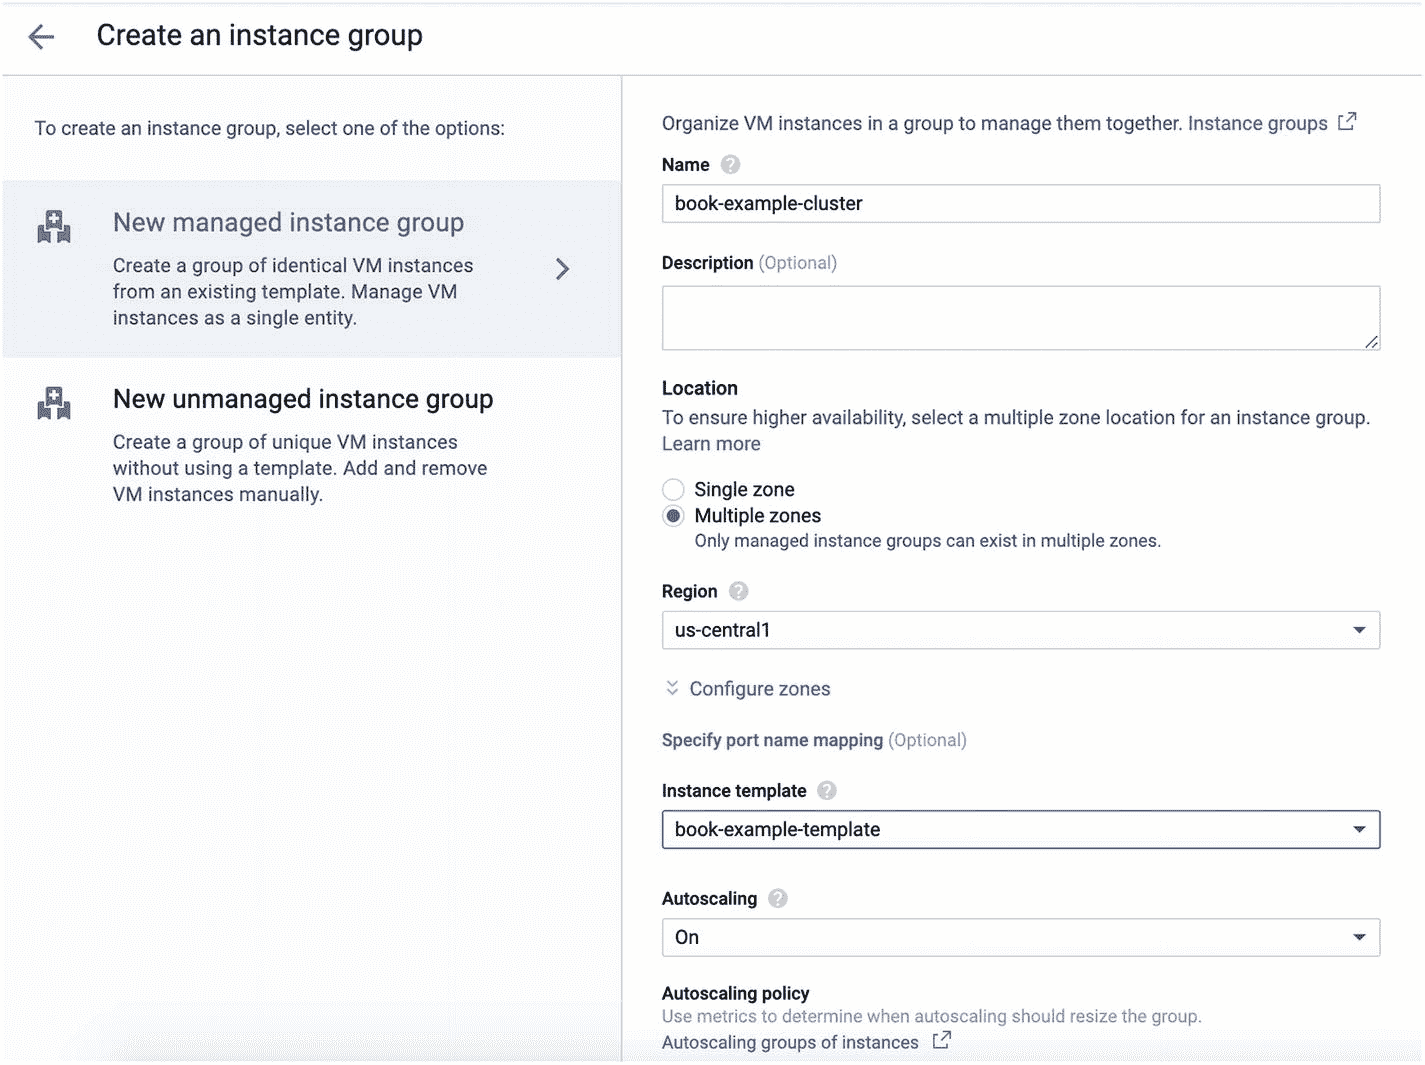 Create an instance group
To create an instance group, select one of the options:
New managed instance group
Create a group of identical VM instances
from an existing template. Manage VM
instances as a single entity.
New unmanaged instance group
Create a group of unique VM instances
without using a template. Add and remove
VM instances manually.
Organize VM instances in a group to manage them together. Instance groups
Name ?
book-example-cluster
Description (Optional)
Location
To ensure higher availability, select a multiple zone location for an instance group.
Learn more
Single zone
Multiple zones
Only managed instance groups can exist in multiple zones.
Region ?
us-central1
Configure zones
Specify port name mapping (Optional)
Instance template ?
book-example-template
Autoscaling ?
On
Autoscaling policy
Use metrics to determine when autoscaling should resize the group.
Autoscaling groups of instances